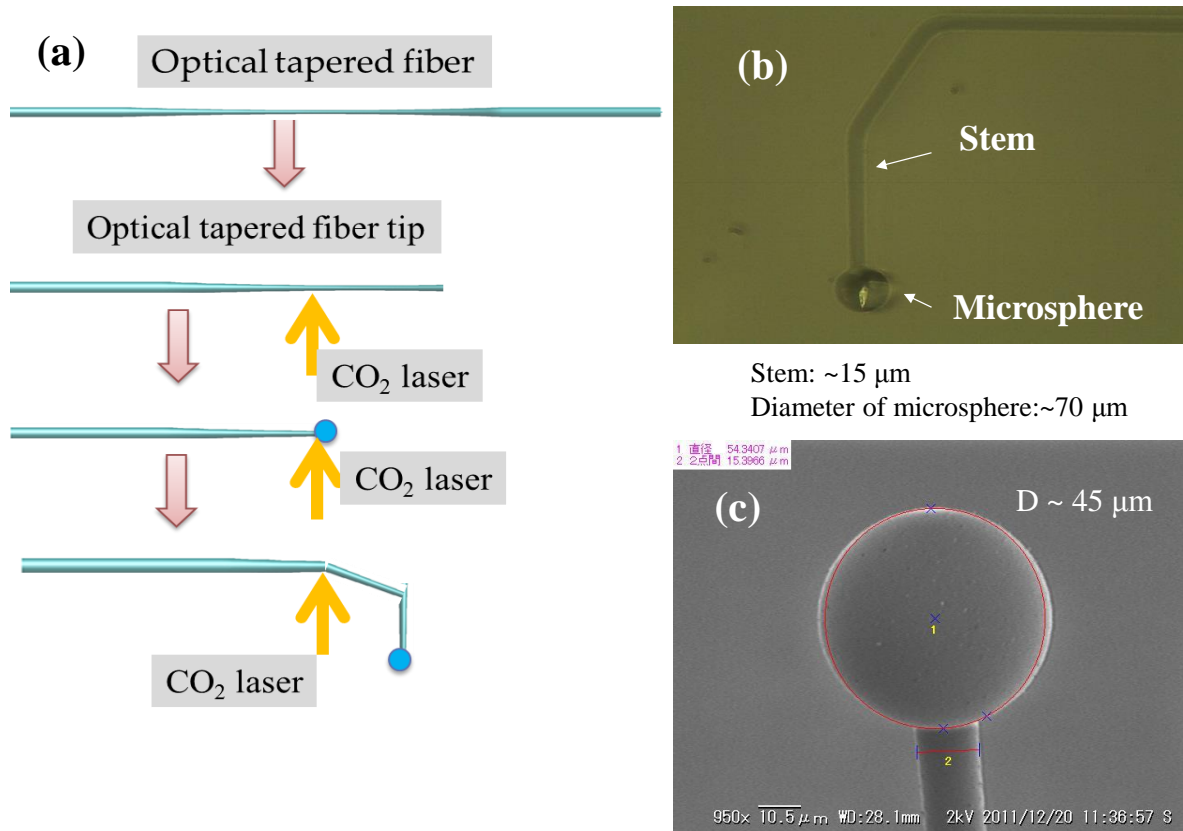 (a)
Optical tapered fiber
Optical tapered fiber tip
CO₂ laser
CO₂ laser
CO₂ laser
(b)
Stem
Microsphere
Stem: ~15 μm
Diameter of microsphere:~70 μm
1 直径 54.3407 μm
2 2点間 15.3966 μm
(c)
D ~ 45 μm
1
2
950x 10.5μm WD:28.1mm 2kV 2011/12/20 11:36:57 S